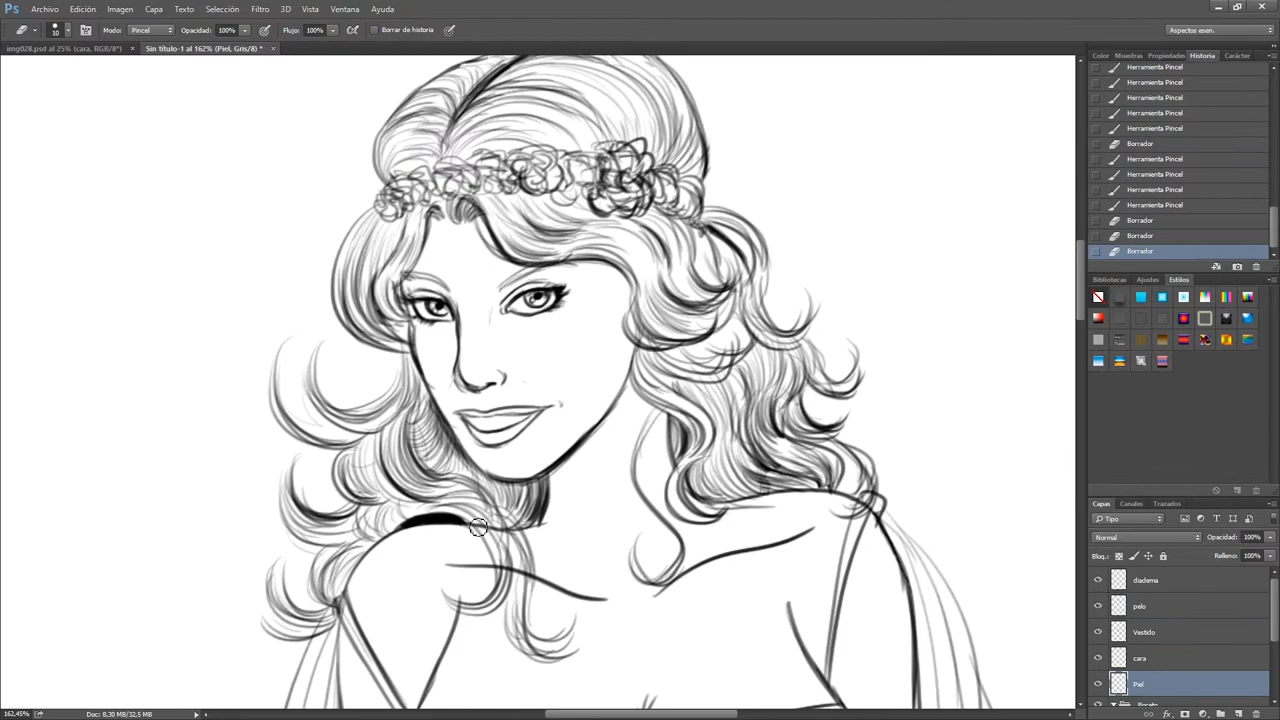 Ps Archivo Edición Imagen Capa Texto Selección Filtro 3D Vista Ventana Ayuda
10 Modo: Pincel Opacidad: 100% Flujo: 100% Borrar de historia Aspectos esen.
img028.psd al 25% (cara, RGB/8*) × Sin título-1 al 162% (Piel, Gris/8) * ×
Color Muestras Propiedades Historia Carácter
Herramienta Pincel
Herramienta Pincel
Herramienta Pincel
Herramienta Pincel
Herramienta Pincel
Borrador
Herramienta Pincel
Herramienta Pincel
Herramienta Pincel
Herramienta Pincel
Borrador
Borrador
Borrador
Bibliotecas Ajustes Estilos
Capas Canales Trazados
Tipo
Normal Opacidad: 100%
Bloq.: Relleno: 100%
diadema
pelo
Vestido
cara
Piel
Boceto
162,45% Doc: 8,30 MB/32,5 MB